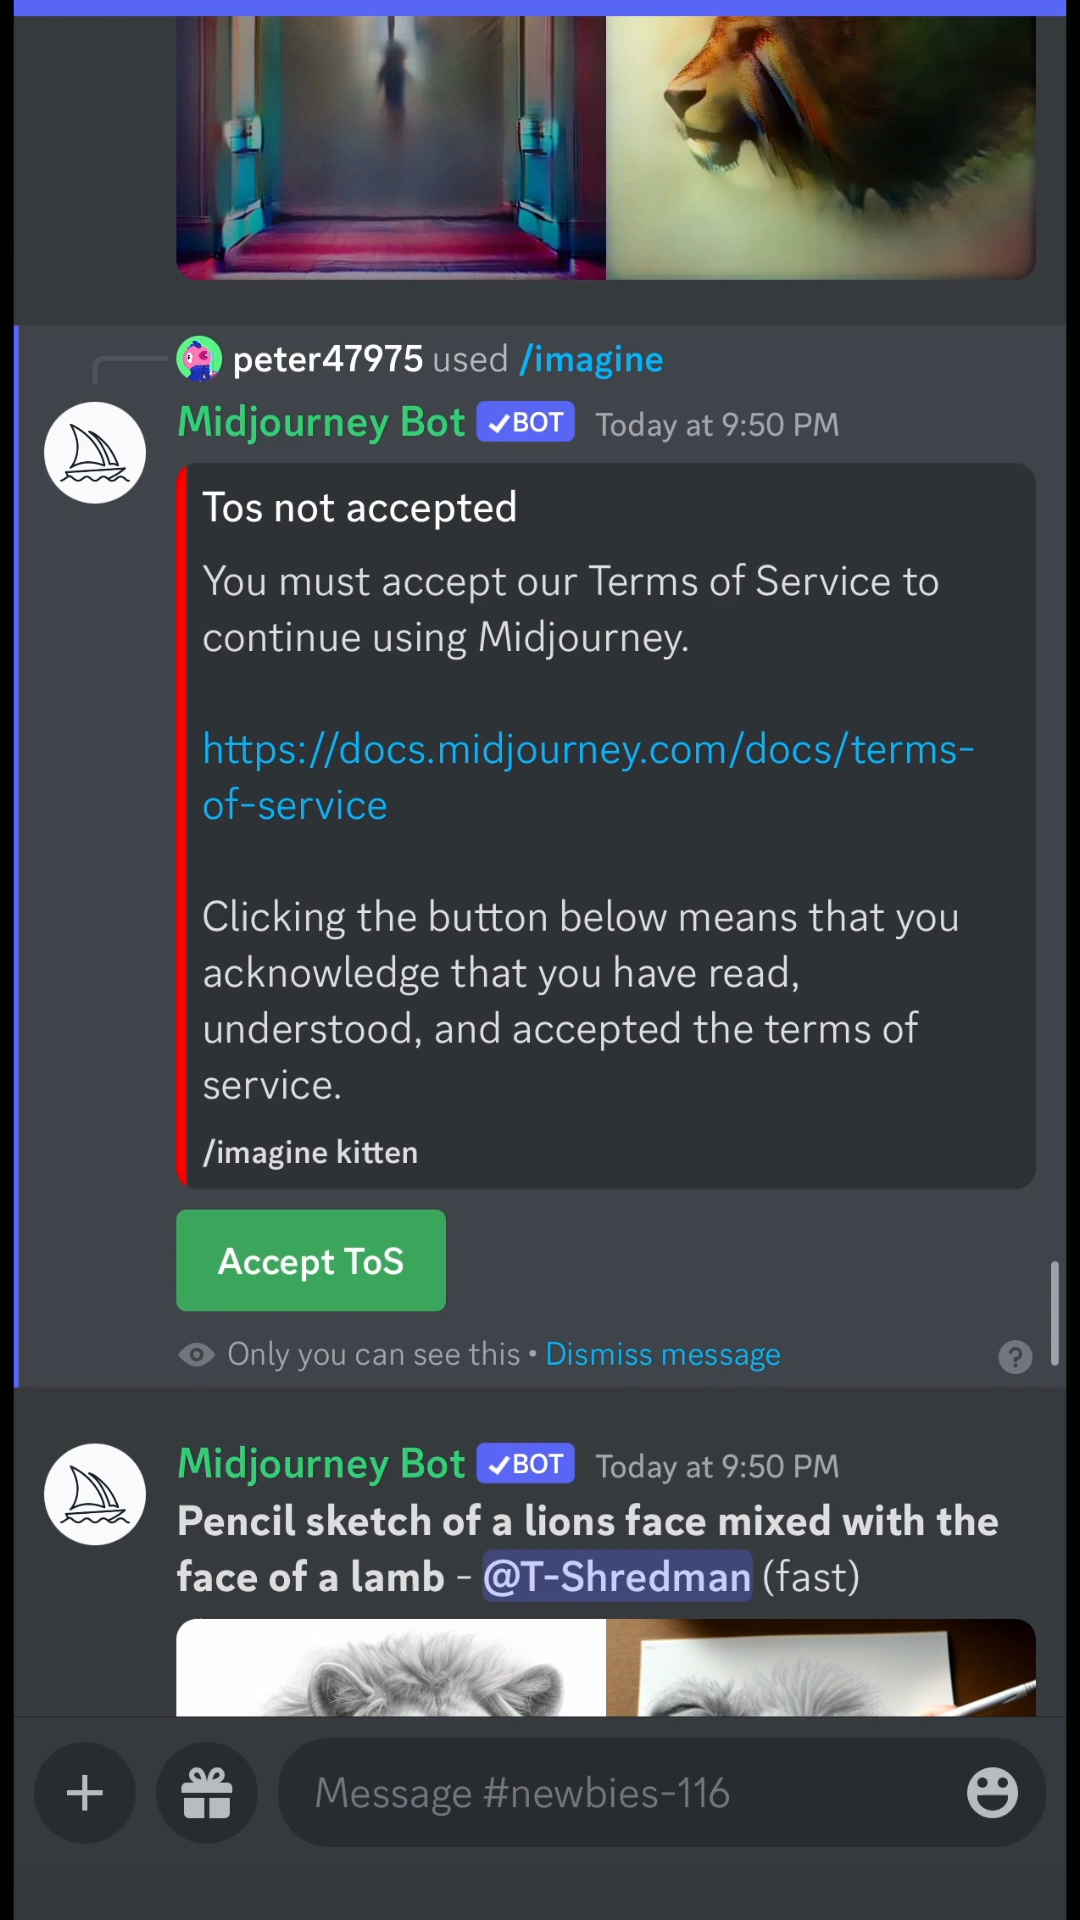 peter47975 used /imagine
Midjourney Bot ✓BOT Today at 9:50 PM
Tos not accepted
You must accept our Terms of Service to
continue using Midjourney.
https://docs.midjourney.com/docs/terms-
of-service
Clicking the button below means that you
acknowledge that you have read,
understood, and accepted the terms of
service.
/imagine kitten
Accept ToS
Only you can see this • Dismiss message
?
Midjourney Bot ✓BOT Today at 9:50 PM
Pencil sketch of a lions face mixed with the
face of a lamb - @T-Shredman (fast)
Message #newbies-116